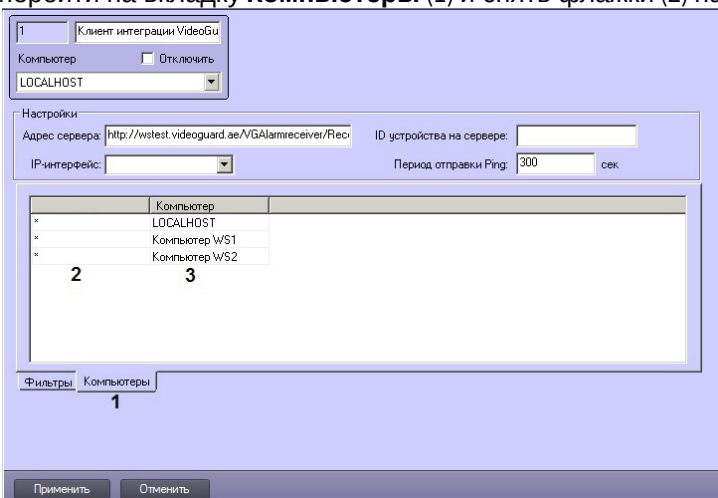 перейти на вкладку Компьютеры (1) и снять флажки (2) на
1 Клиент интеграции VideoGu
Компьютер Отключить
LOCALHOST
Настройки
Адрес сервера: http://wstest.videoguard.ae/VGAlarmreceiver/Rec ID устройства на сервере:
IP-интерфейс: Период отправки Ping: 300 сек
Компьютер
* LOCALHOST
* Компьютер WS1
* Компьютер WS2
2 3
Фильтры Компьютеры
1
Применить Отменить